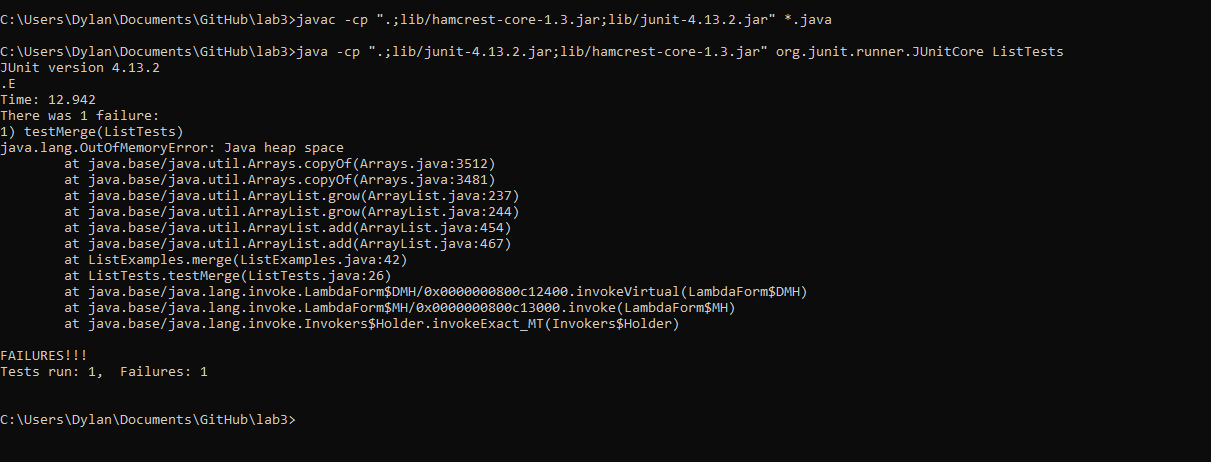 C:\Users\Dylan\Documents\GitHub\lab3>javac -cp ".;lib/hamcrest-core-1.3.jar;lib/junit-4.13.2.jar" *.java
C:\Users\Dylan\Documents\GitHub\lab3>java -cp ".;lib/junit-4.13.2.jar;lib/hamcrest-core-1.3.jar" org.junit.runner.JUnitCore ListTests
JUnit version 4.13.2
.E
Time: 12.942
There was 1 failure:
1) testMerge(ListTests)
java.lang.OutOfMemoryError: Java heap space
        at java.base/java.util.Arrays.copyOf(Arrays.java:3512)
        at java.base/java.util.Arrays.copyOf(Arrays.java:3481)
        at java.base/java.util.ArrayList.grow(ArrayList.java:237)
        at java.base/java.util.ArrayList.grow(ArrayList.java:244)
        at java.base/java.util.ArrayList.add(ArrayList.java:454)
        at java.base/java.util.ArrayList.add(ArrayList.java:467)
        at ListExamples.merge(ListExamples.java:42)
        at ListTests.testMerge(ListTests.java:26)
        at java.base/java.lang.invoke.LambdaForm$DMH/0x0000000800c12400.invokeVirtual(LambdaForm$DMH)
        at java.base/java.lang.invoke.LambdaForm$MH/0x0000000800c13000.invoke(LambdaForm$MH)
        at java.base/java.lang.invoke.Invokers$Holder.invokeExact_MT(Invokers$Holder)
FAILURES!!!
Tests run: 1,  Failures: 1
C:\Users\Dylan\Documents\GitHub\lab3>